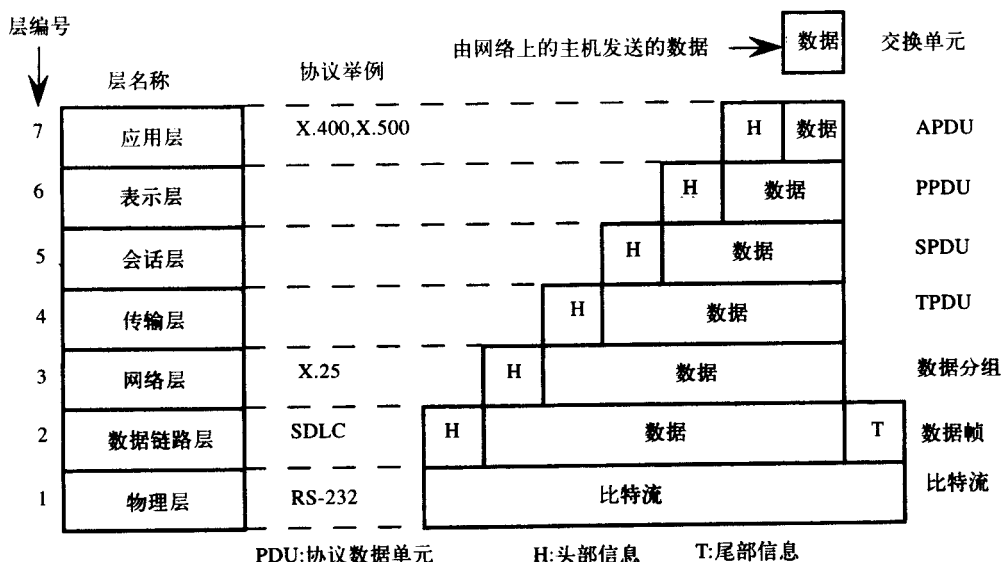 层编号
由网络上的主机发送的数据 数据 交换单元
层名称 协议举例
7 应用层 X.400,X.500 H 数据 APDU
6 表示层 H 数据 PPDU
5 会话层 H 数据 SPDU
4 传输层 H 数据 TPDU
3 网络层 X.25 H 数据 数据分组
2 数据链路层 SDLC H 数据 T 数据帧
1 物理层 RS-232 比特流 比特流
PDU:协议数据单元 H:头部信息 T:尾部信息